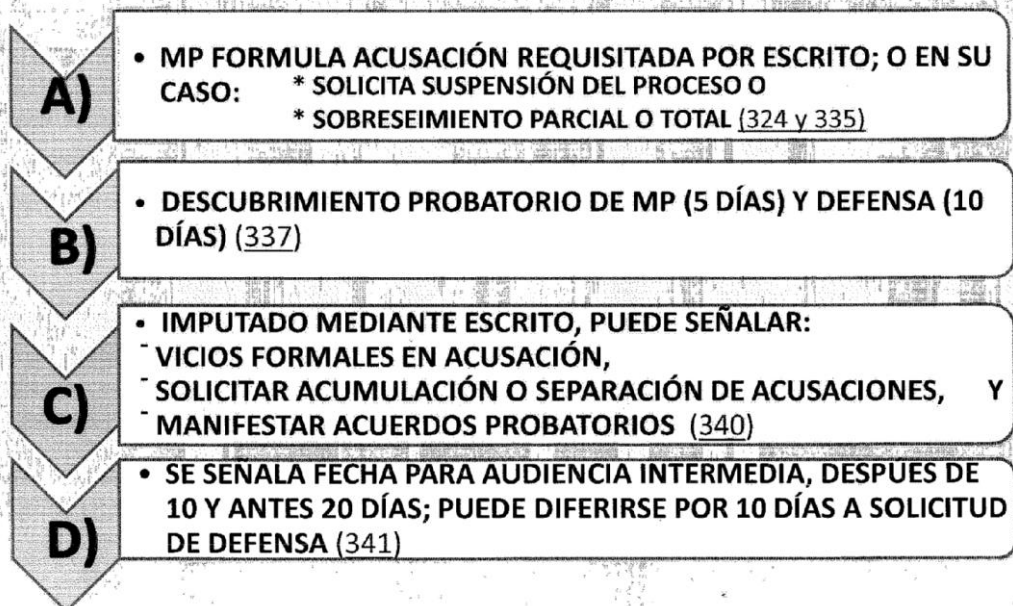 A)
• MP FORMULA ACUSACIÓN REQUISITADA POR ESCRITO; O EN SU
CASO: * SOLICITA SUSPENSIÓN DEL PROCESO O
* SOBRESEIMIENTO PARCIAL O TOTAL (324 y 335)
B)
• DESCUBRIMIENTO PROBATORIO DE MP (5 DÍAS) Y DEFENSA (10
DÍAS) (337)
C)
• IMPUTADO MEDIANTE ESCRITO, PUEDE SEÑALAR:
- VICIOS FORMALES EN ACUSACIÓN,
- SOLICITAR ACUMULACIÓN O SEPARACIÓN DE ACUSACIONES, Y
- MANIFESTAR ACUERDOS PROBATORIOS (340)
D)
• SE SEÑALA FECHA PARA AUDIENCIA INTERMEDIA, DESPUES DE
10 Y ANTES 20 DÍAS; PUEDE DIFERIRSE POR 10 DÍAS A SOLICITUD
DE DEFENSA (341)